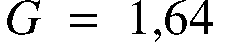 G = 1,64